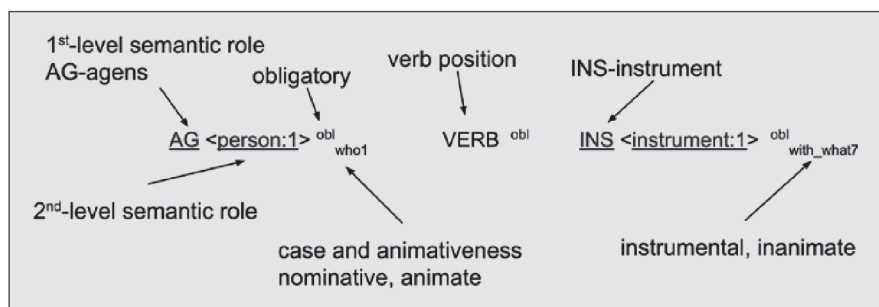 1st-level semantic role
AG-agens
obligatory
verb position
INS-instrument
AG <person:1> obl who1 VERB obl INS <instrument:1> obl with_what7
2nd-level semantic role
case and animativeness
nominative, animate
instrumental, inanimate